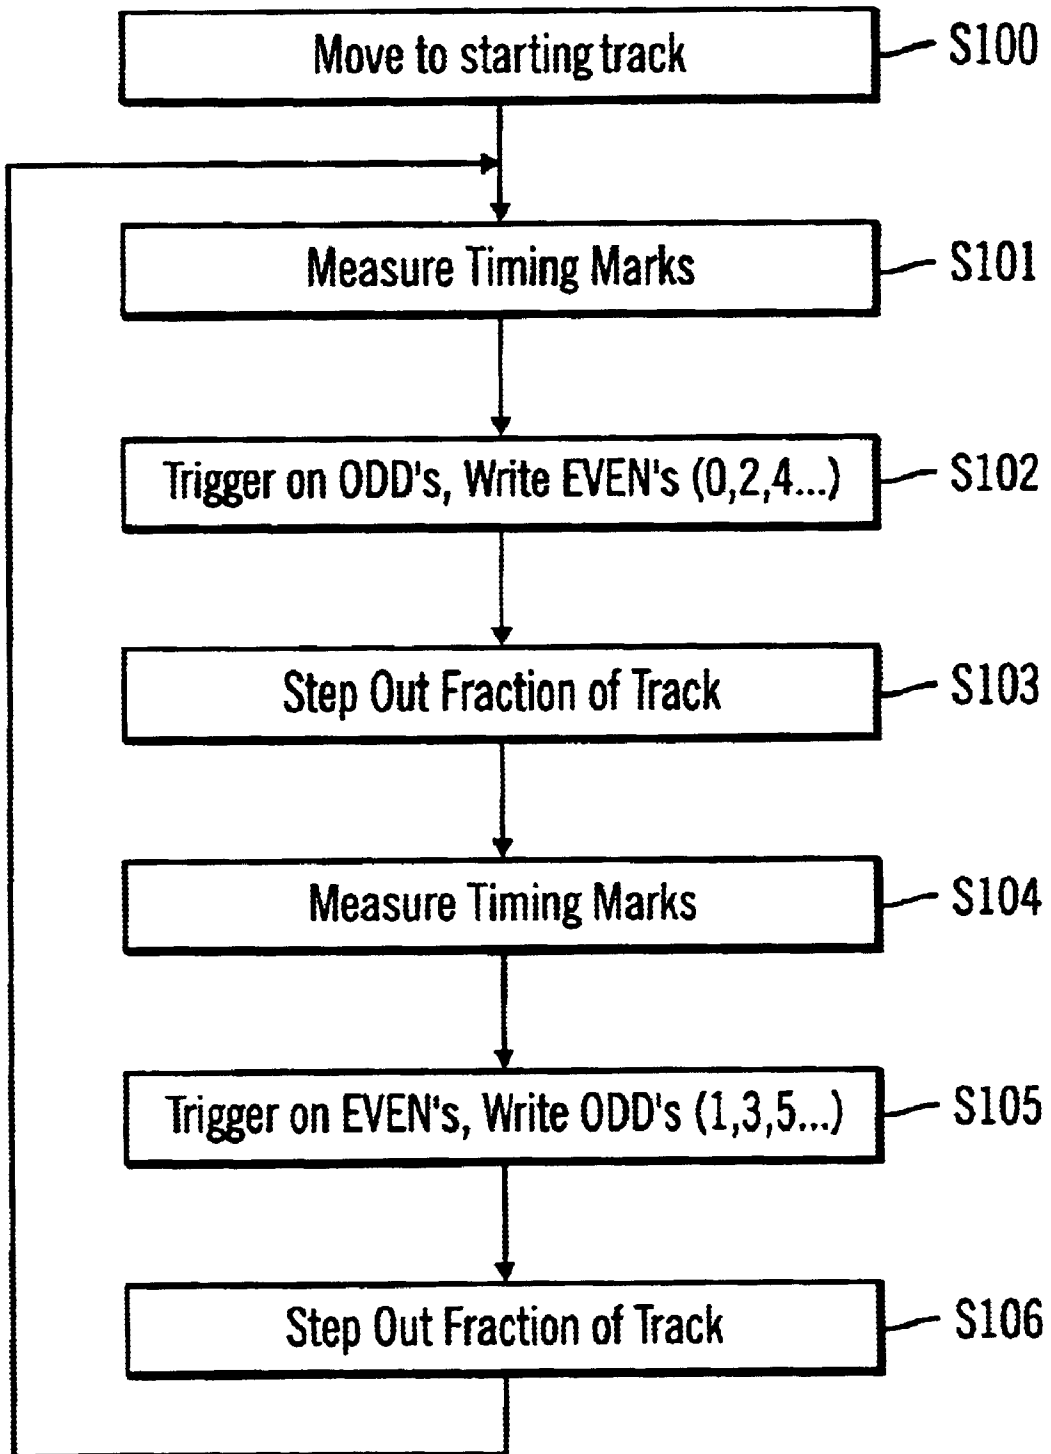 Move to starting track S100
Measure Timing Marks S101
Trigger on ODD's, Write EVEN's (0,2,4...) S102
Step Out Fraction of Track S103
Measure Timing Marks S104
Trigger on EVEN's, Write ODD's (1,3,5...) S105
Step Out Fraction of Track S106